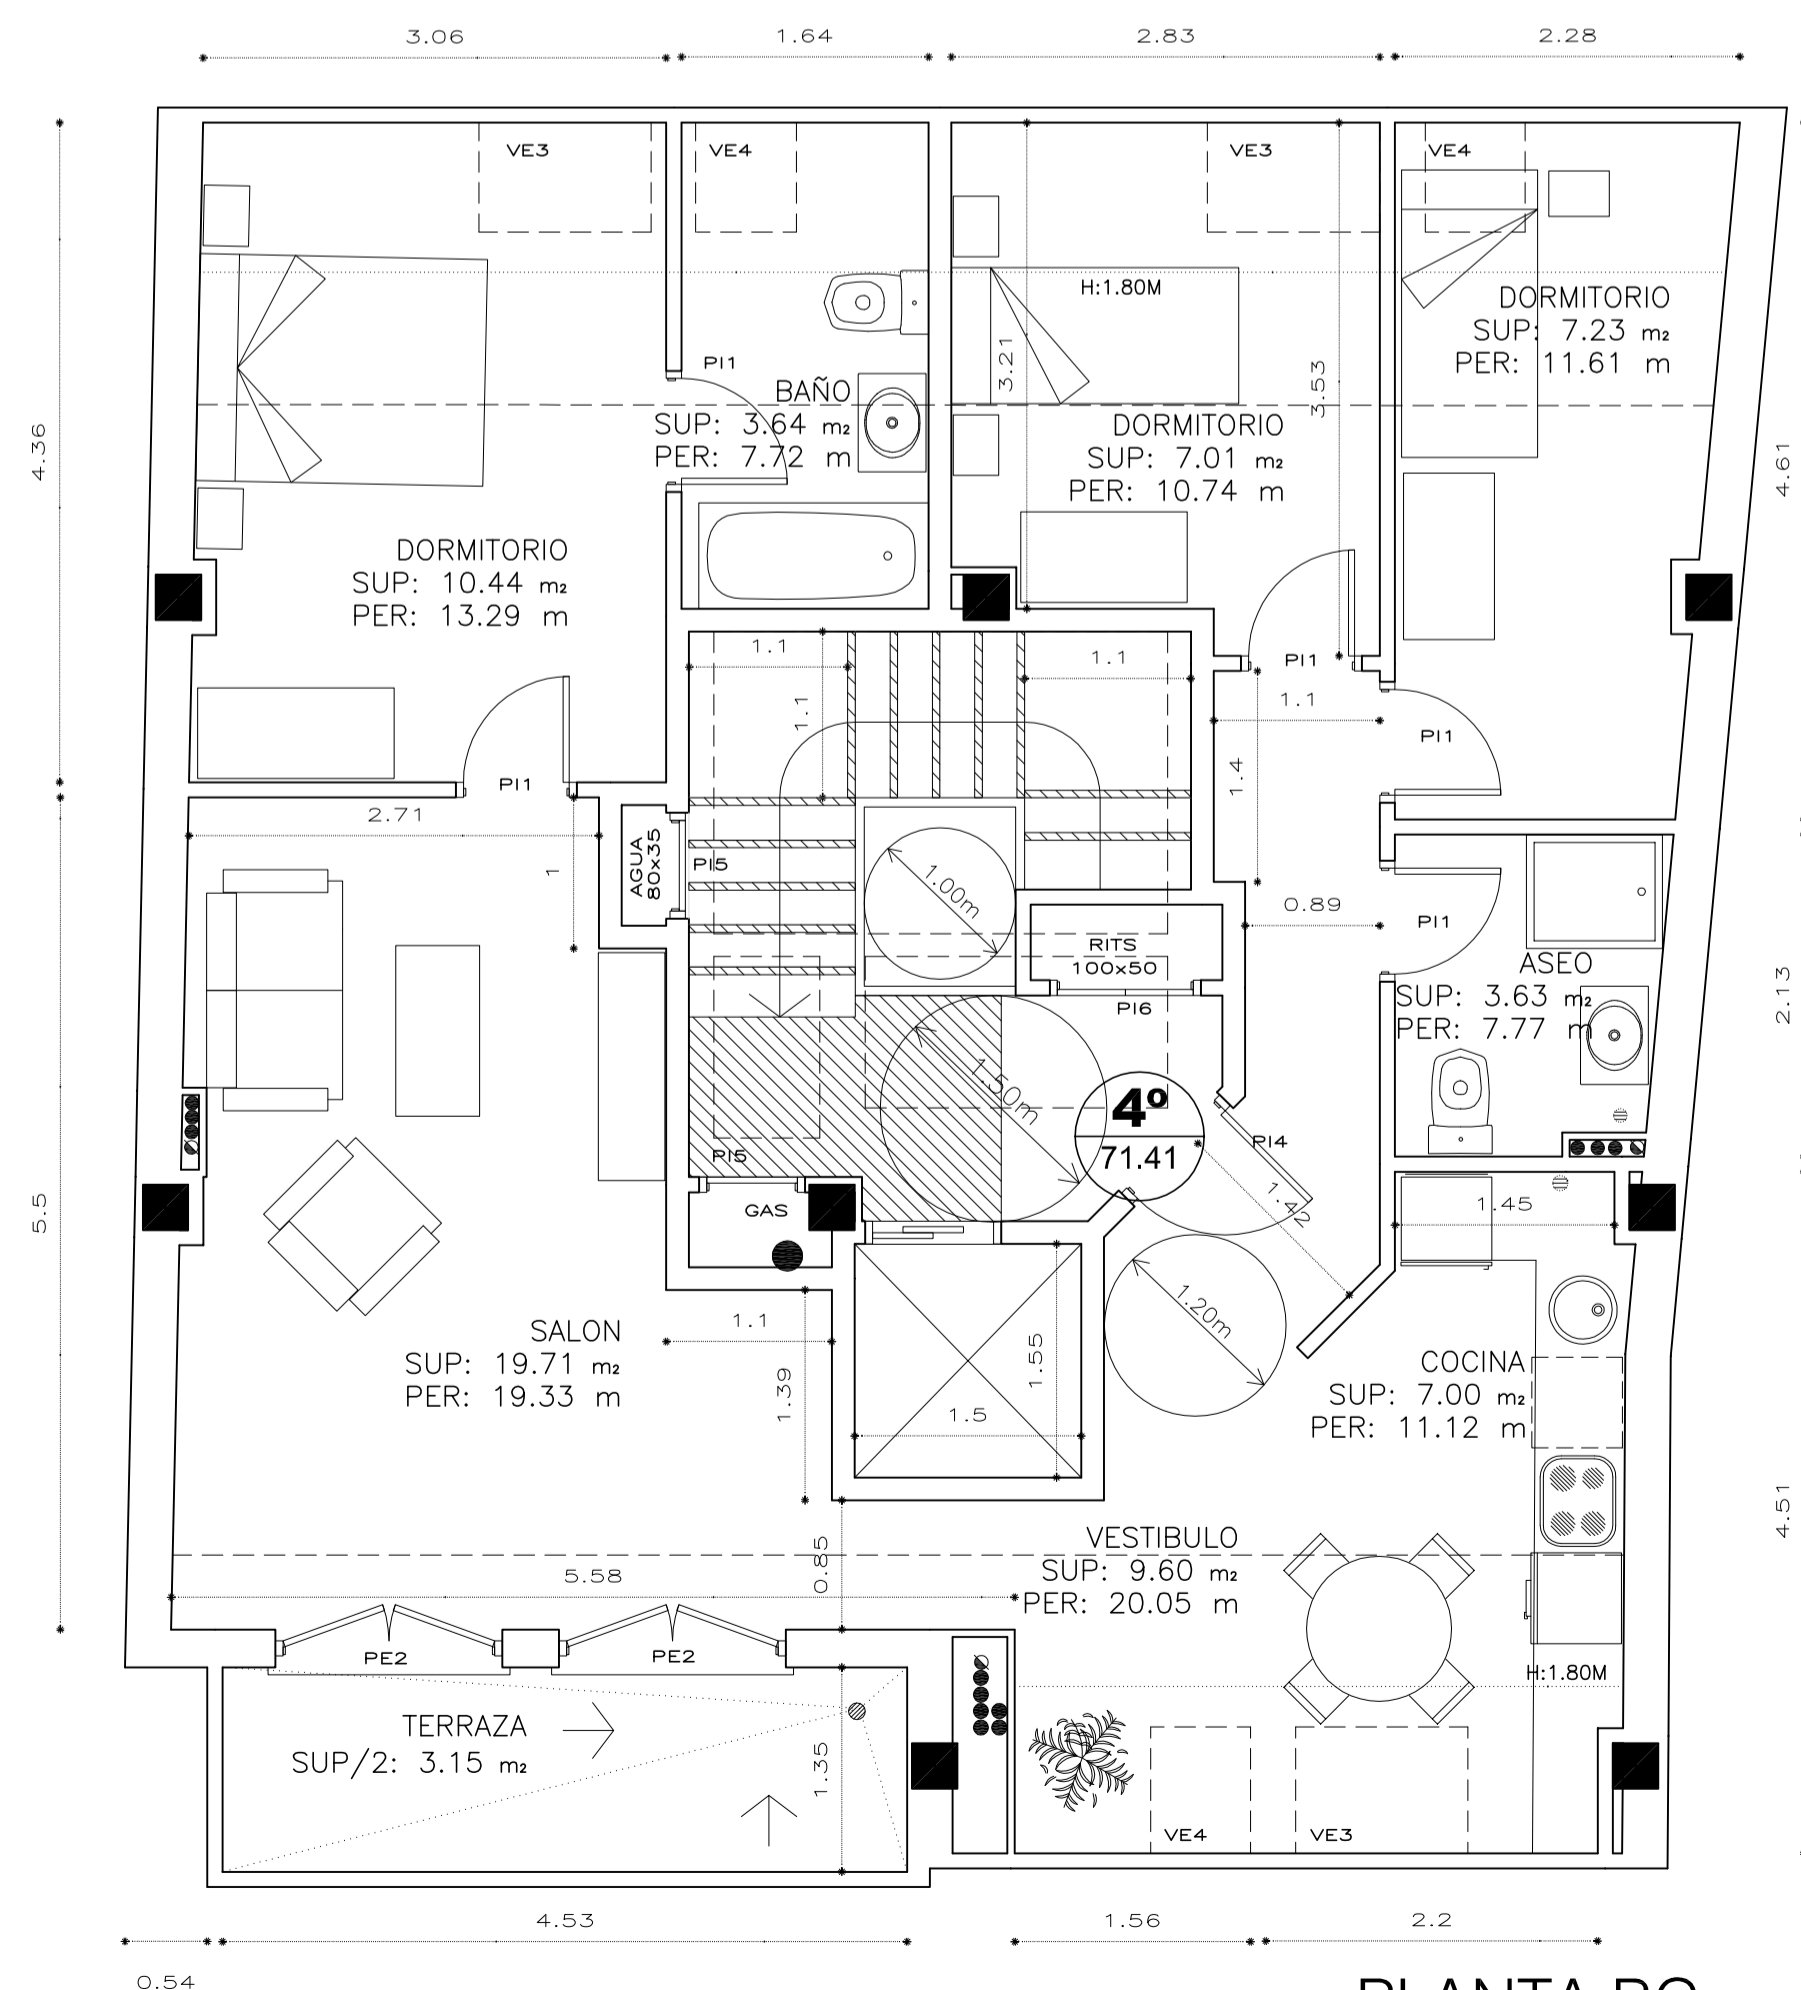 3.06
1.64
2.83
2.28
VE3
VE4
VE3
VE4
H:1.80M
DORMITORIO
SUP: 7.23 m²
PER: 11.61 m
3.21
3.53
PI1
BAÑO
SUP: 3.64 m²
PER: 7.72 m
DORMITORIO
SUP: 7.01 m²
PER: 10.74 m
4.36
4.61
DORMITORIO
SUP: 10.44 m²
PER: 13.29 m
1.1
1.1
1.1
PI1
1.1
PI1
1.4
PI1
2.71
1
AGUA
80x35
PI5
1.00m
0.89
PI1
RITS
100x50
PI6
ASEO
SUP: 3.63 m²
PER: 7.77 m
2.13
1.50m
4º
71.41
PI4
PI5
GAS
1.42
1.45
5.5
SALON
SUP: 19.71 m²
PER: 19.33 m
1.1
1.39
1.55
1.5
1.20m
COCINA
SUP: 7.00 m²
PER: 11.12 m
4.51
VESTIBULO
SUP: 9.60 m²
PER: 20.05 m
0.85
5.58
PE2
PE2
H:1.80M
TERRAZA
SUP/2: 3.15 m²
1.35
VE4
VE3
4.53
1.56
2.2
0.54